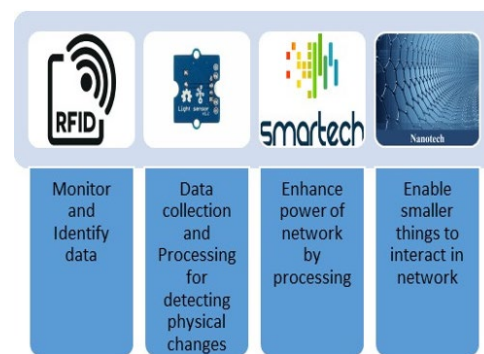 RFID
Light sensor
smartech
Nanotech
Monitor
and
Identify
data
Data
collection
and
Processing
for
detecting
physical
changes
Enhance
power of
network
by
processing
Enable
smaller
things to
interact in
network